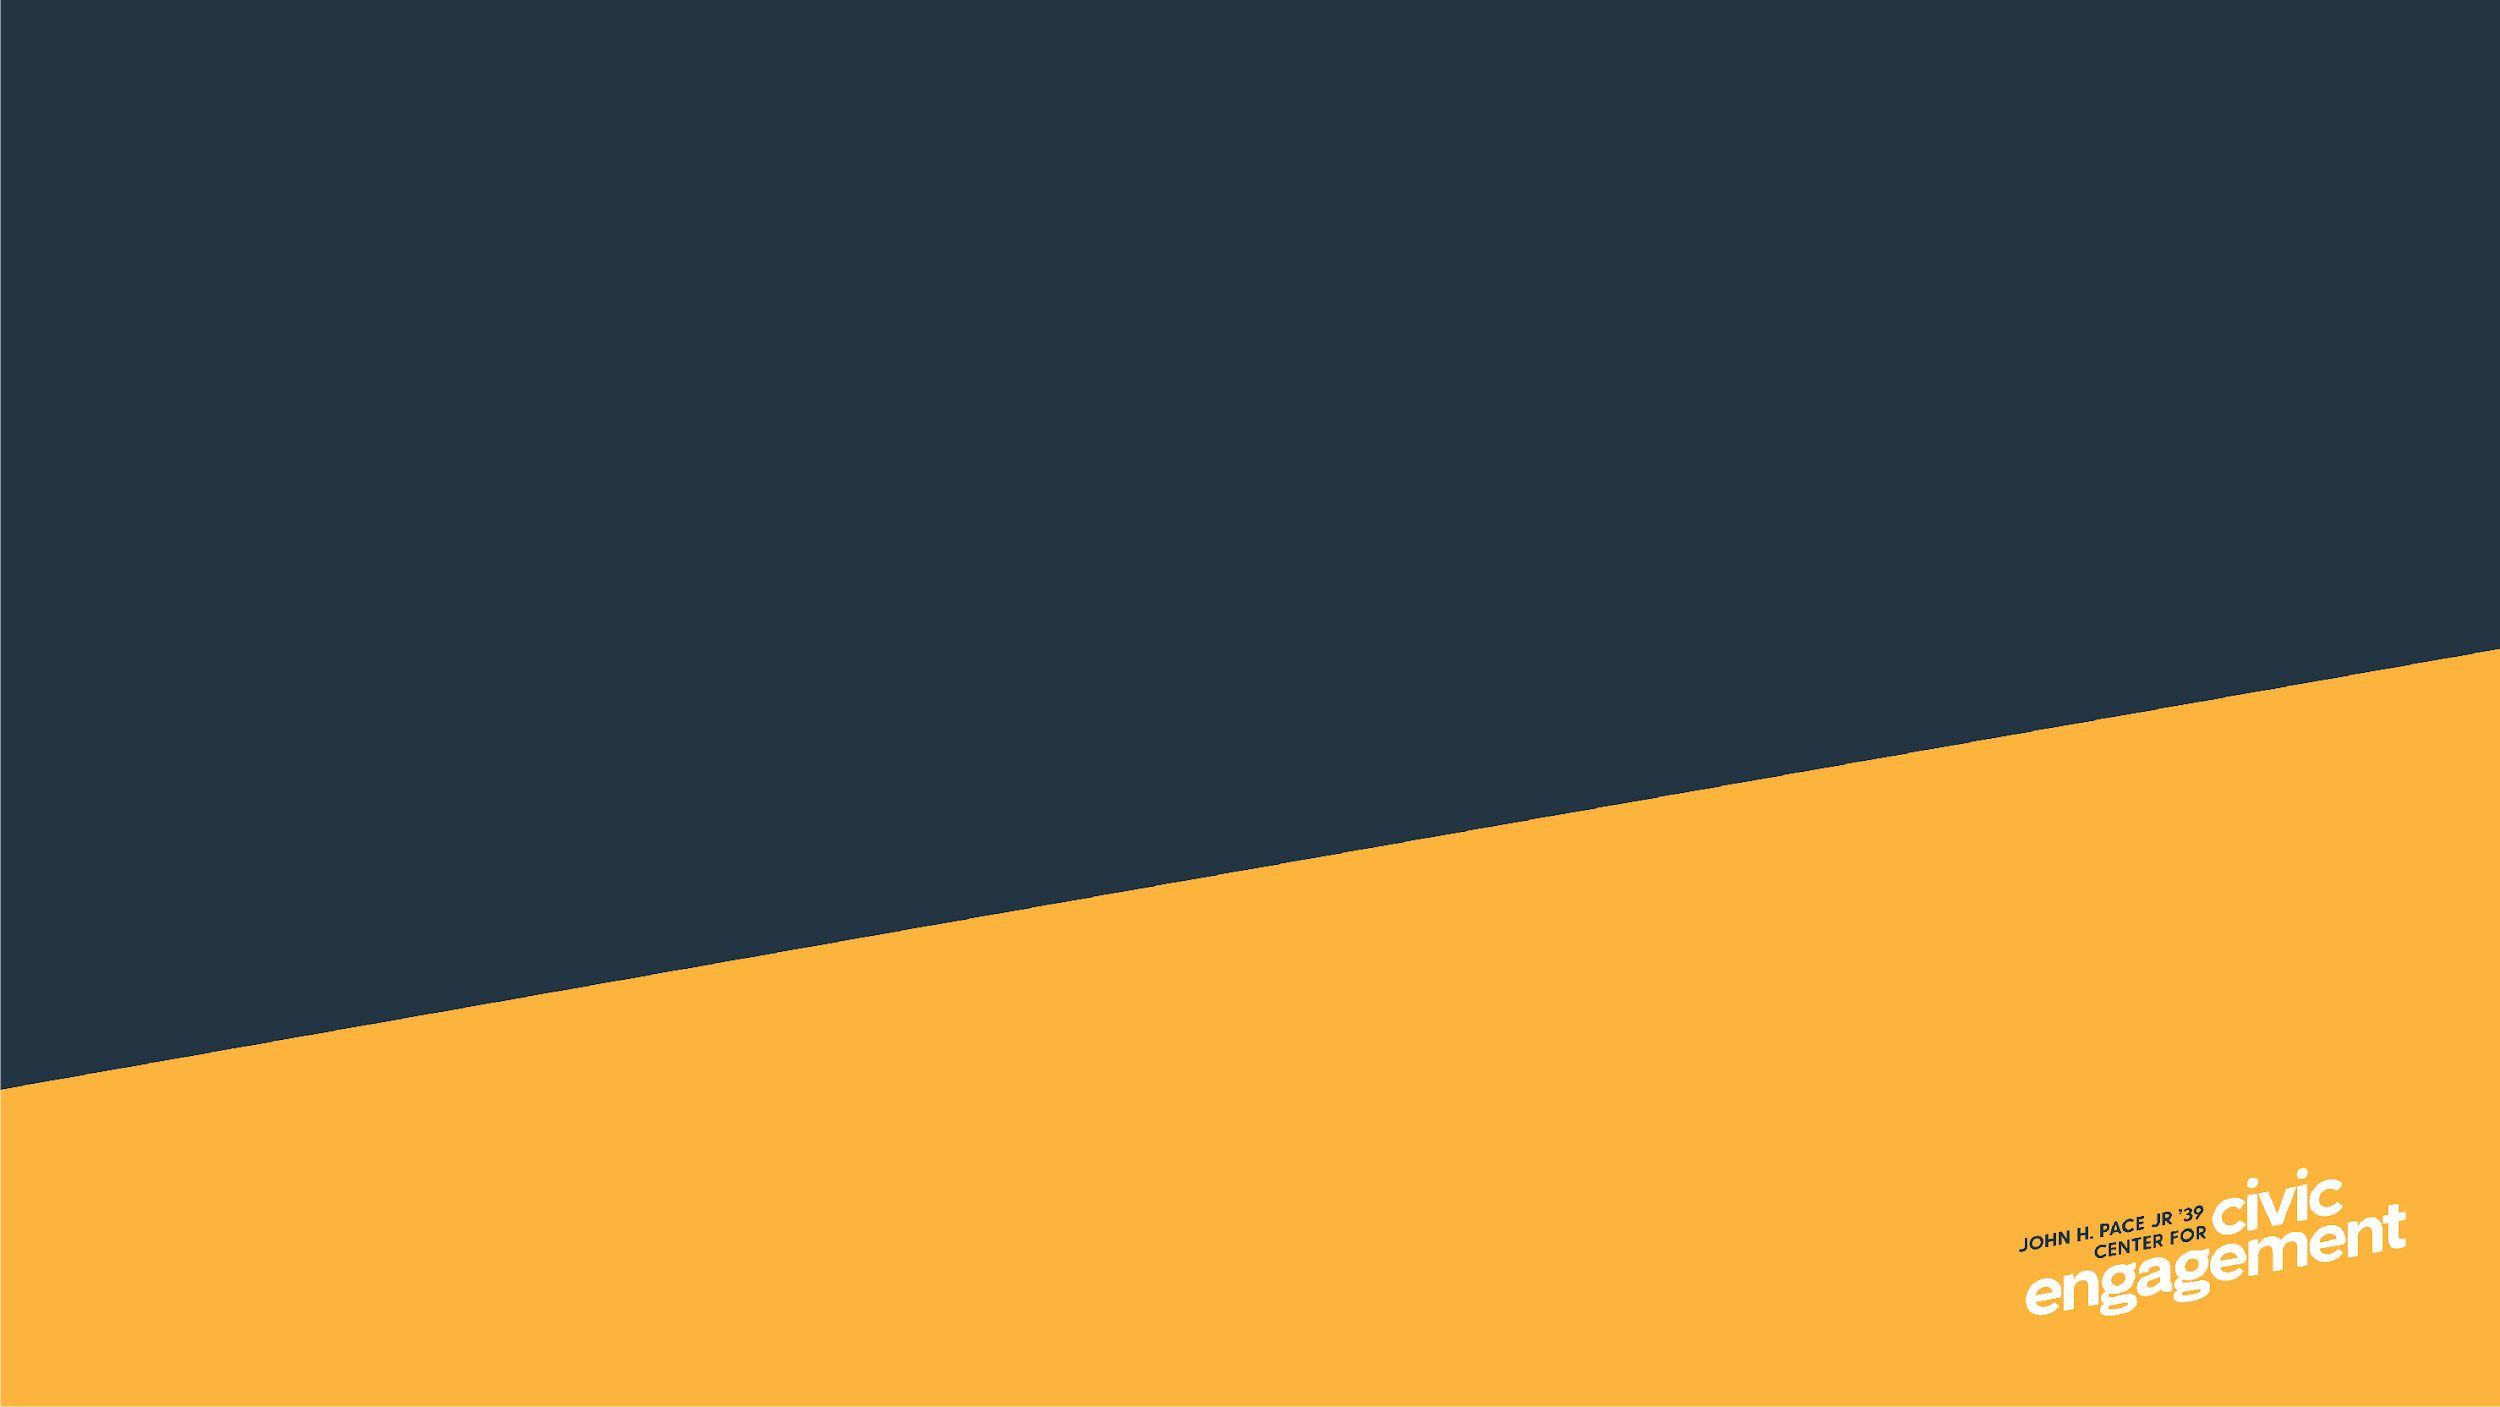 JOHN H. PACE JR '39
CENTER FOR
civic
engagement